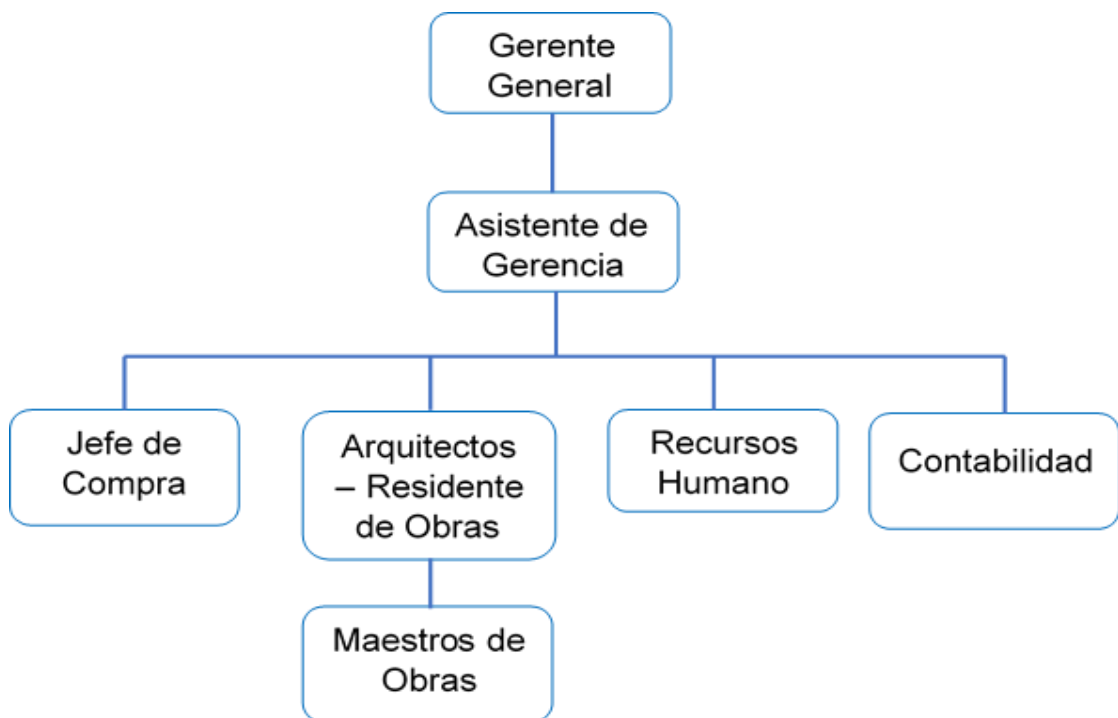 Gerente
General
Asistente de
Gerencia
Jefe de
Compra
Arquitectos
– Residente
de Obras
Recursos
Humano
Contabilidad
Maestros de
Obras